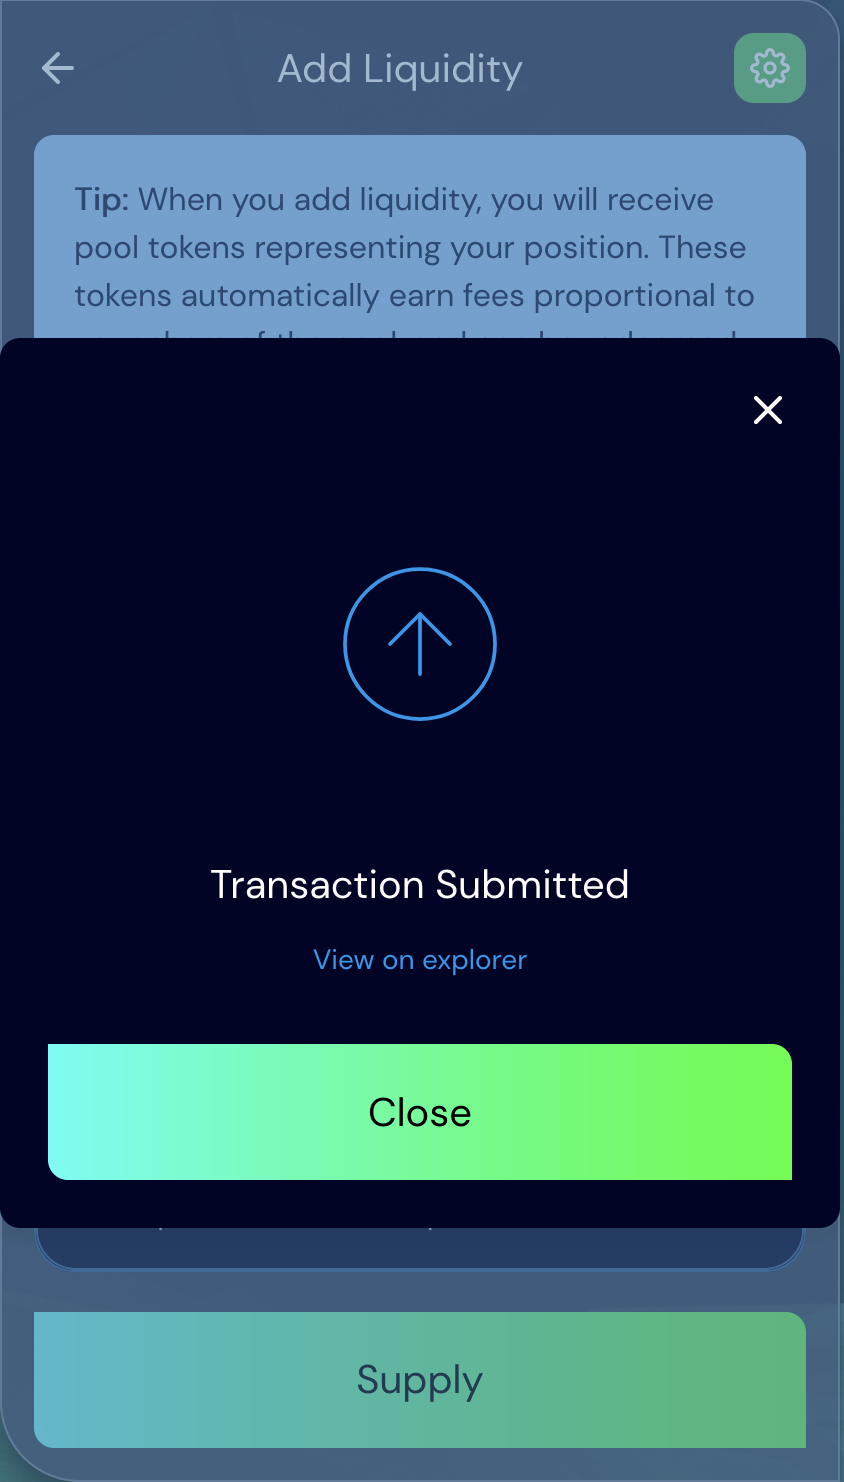 Add Liquidity
Tip: When you add liquidity, you will receive
pool tokens representing your position. These
tokens automatically earn fees proportional to
Transaction Submitted
View on explorer
Close
Supply